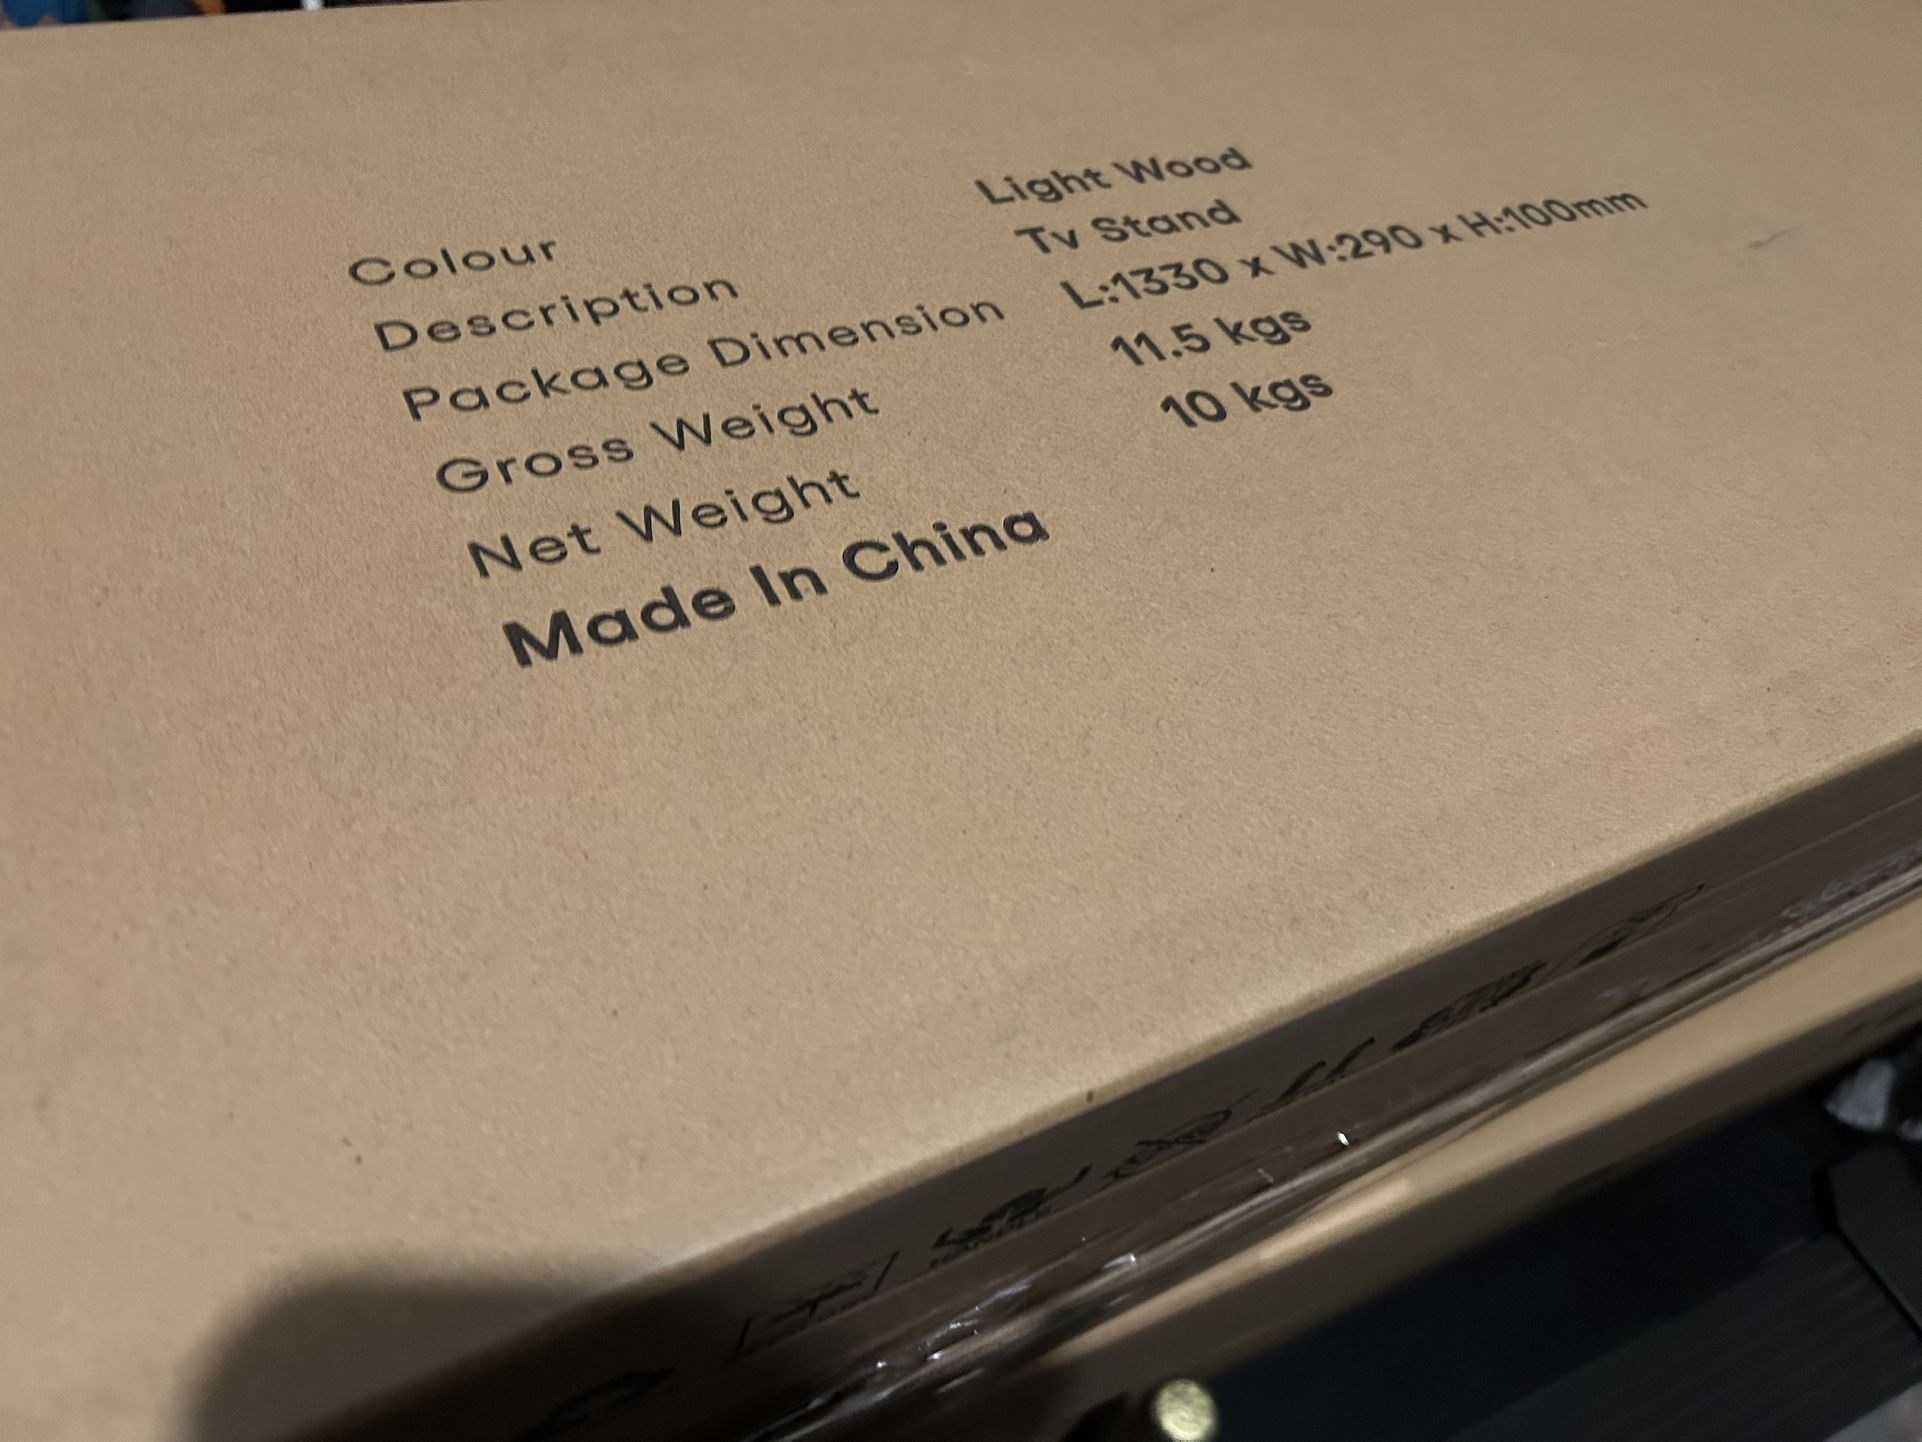 Colour Light Wood
Description Tv Stand
Package Dimension L:1330 x W:290 x H:100mm
Gross Weight 11.5 kgs
Net Weight 10 kgs
Made In China